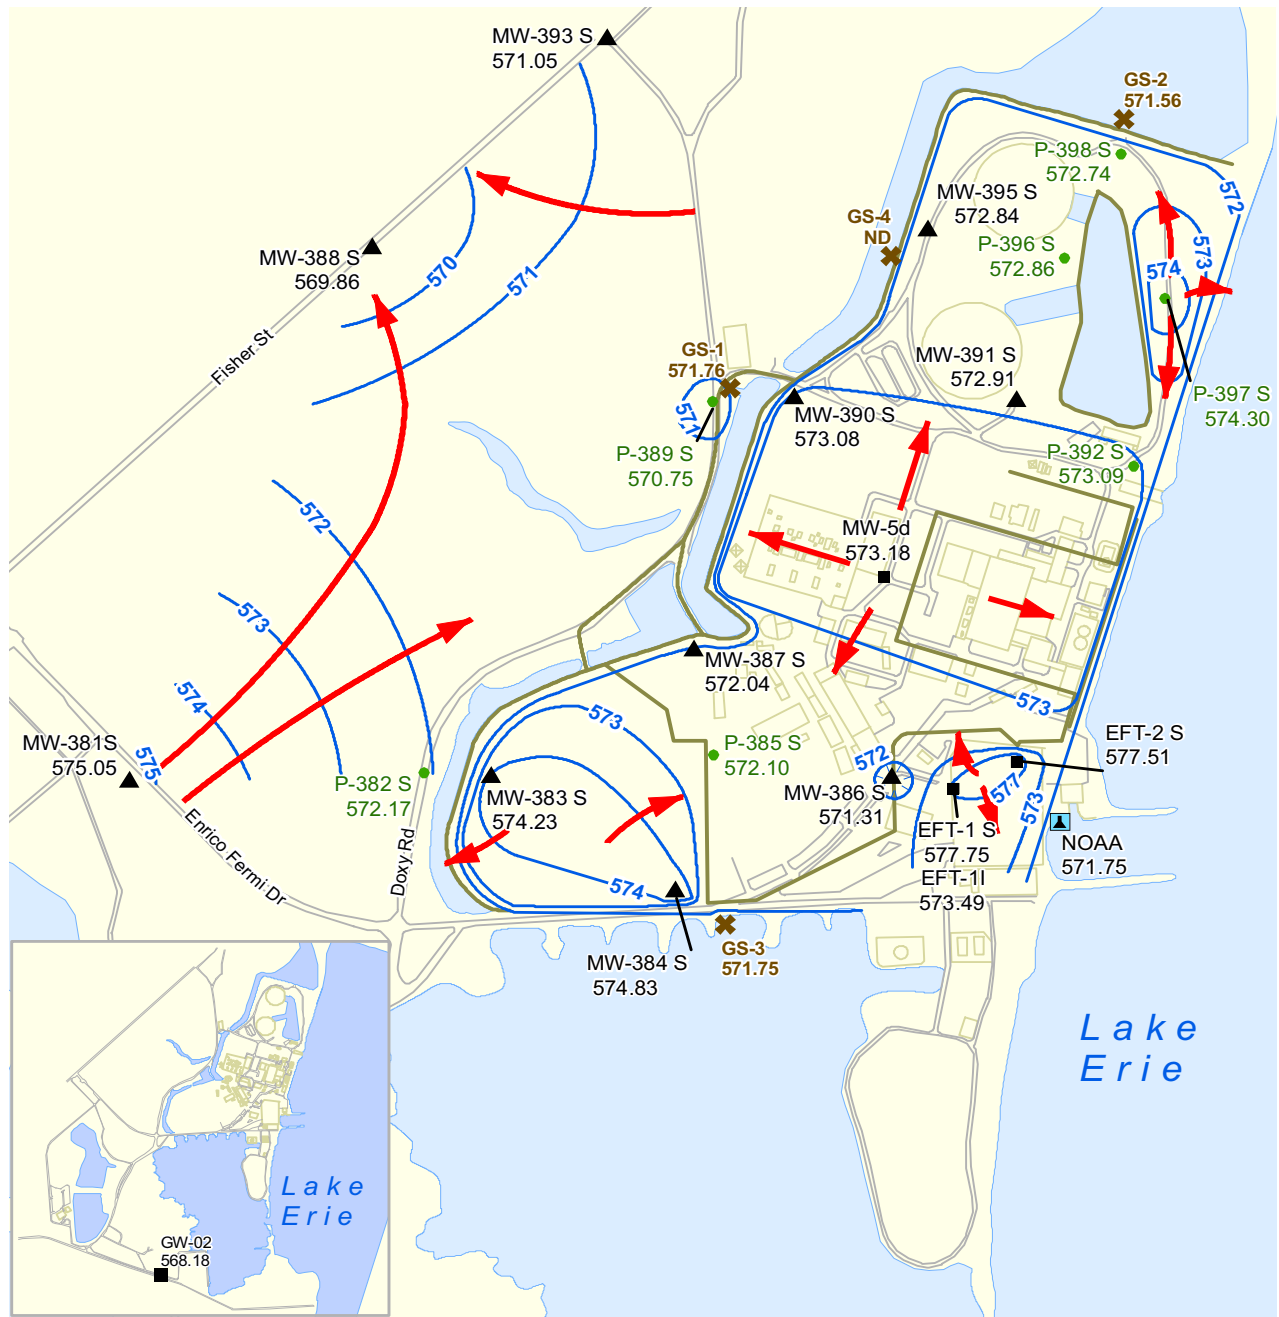 MW-393 S
571.05
GS-2
571.56
P-398 S
572.74
MW-395 S
572.84
572
GS-4
ND
P-396 S
572.86
573
574
MW-388 S
569.86
570
571
Fisher St
GS-1
571.76
MW-391 S
572.91
P-397 S
574.30
571
MW-390 S
573.08
P-389 S
570.75
P-392 S
573.09
572
MW-5d
573.18
573
574
MW-387 S
572.04
573
573
MW-381S
575.05
575
P-382 S
572.17
P-385 S
572.10
572
EFT-2 S
577.51
MW-383 S
574.23
MW-386 S
571.31
577
573
Enrico Fermi Dr
Doxy Rd
EFT-1 S
577.75
EFT-1I
573.49
NOAA
571.75
574
MW-384 S
574.83
GS-3
571.75
Lake
Erie
Lake
Erie
GW-02
568.18